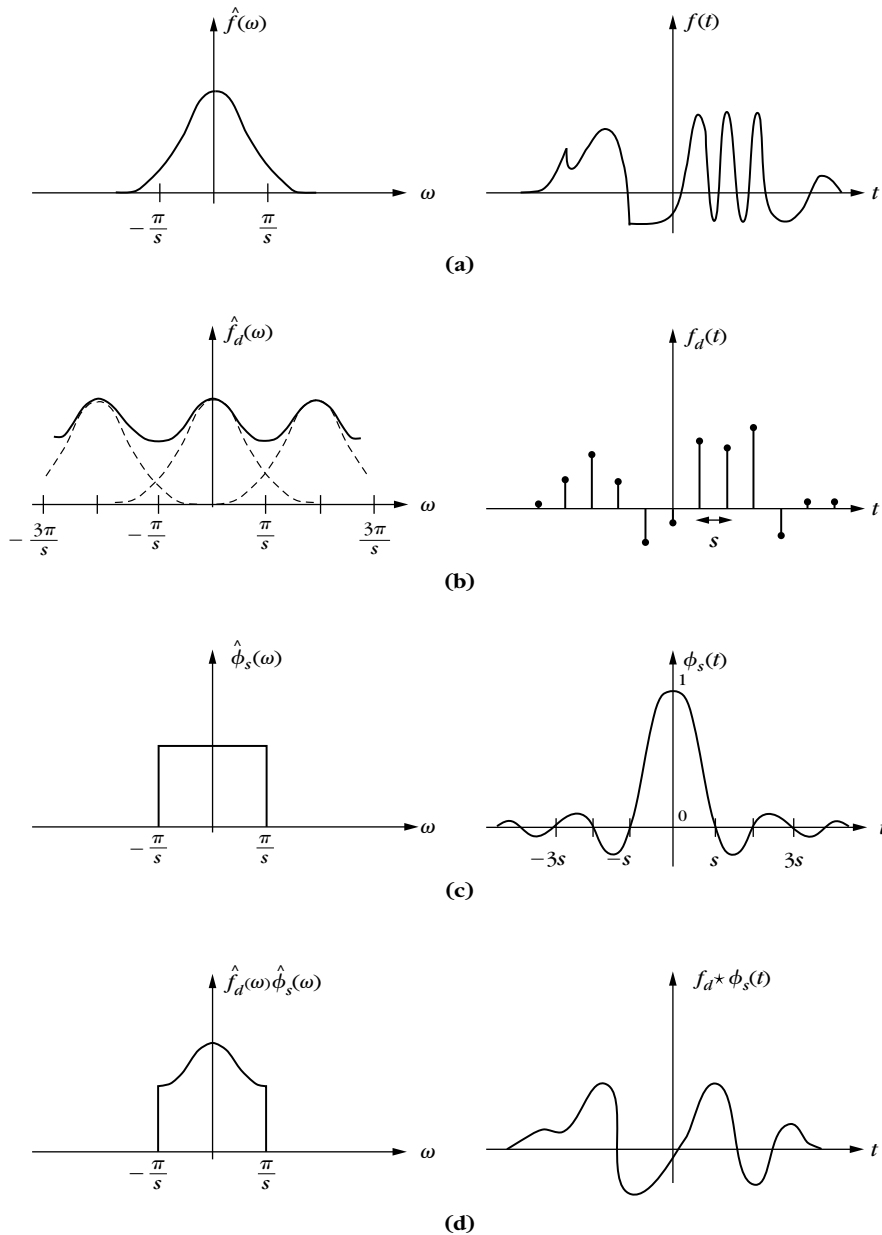 f̂(ω)
f(t)
ω
t
−π/s
π/s
(a)
f̂_d(ω)
f_d(t)
ω
t
−3π/s
−π/s
π/s
3π/s
s
(b)
ϕ̂_s(ω)
ϕ_s(t)
1
0
ω
t
−π/s
π/s
−3s
−s
s
3s
(c)
f̂_d(ω)ϕ̂_s(ω)
f_d⋆ϕ_s(t)
ω
t
−π/s
π/s
(d)